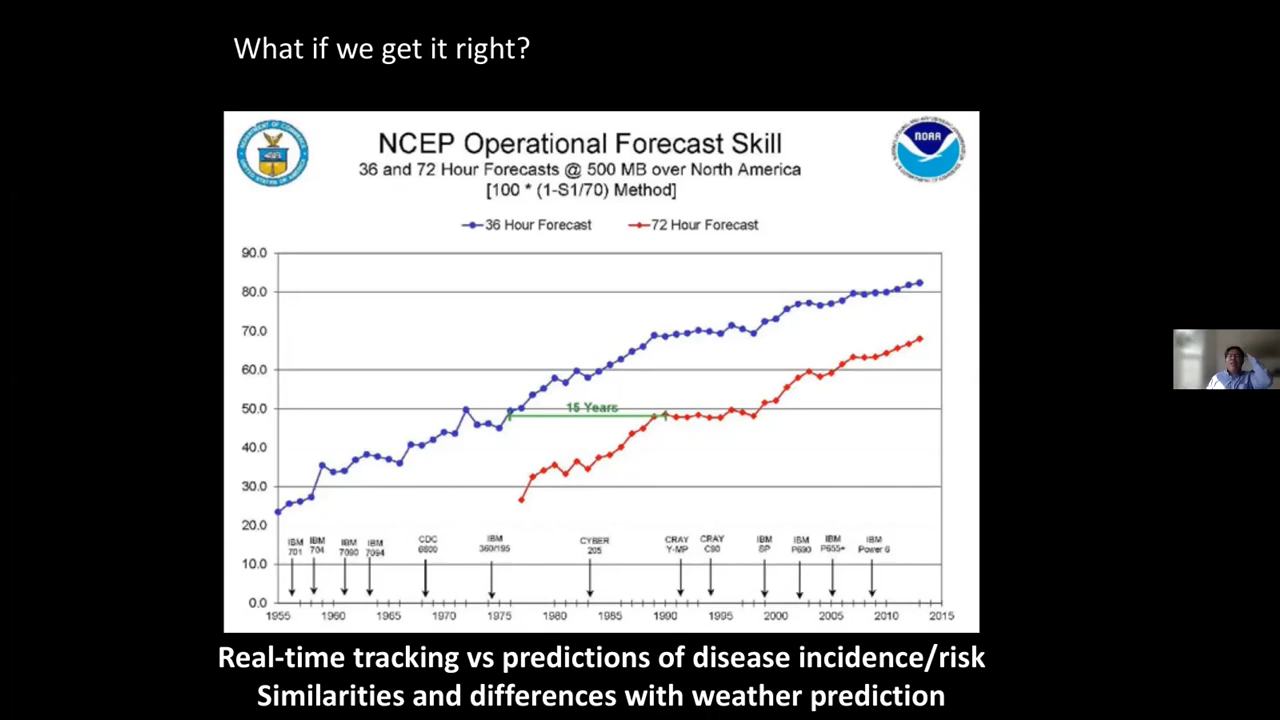 What if we get it right?
NCEP Operational Forecast Skill
36 and 72 Hour Forecasts @ 500 MB over North America
[100 * (1-S1/70) Method]
NOAA
36 Hour Forecast 72 Hour Forecast
90.0
80.0
70.0
60.0
50.0
15 Years
40.0
30.0
20.0
IBM 701
IBM 704
IBM 7090
IBM 7094
CDC 6600
IBM 360/195
CYBER 205
CRAY Y-MP
CRAY C90
IBM SP
IBM P690
IBM P655+
IBM Power 6
10.0
0.0
1955 1960 1965 1970 1975 1980 1985 1990 1995 2000 2005 2010 2015
Real-time tracking vs predictions of disease incidence/risk
Similarities and differences with weather prediction